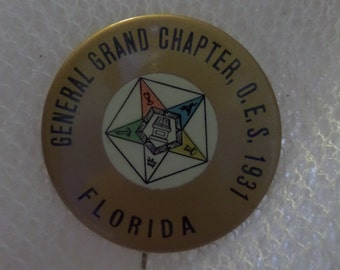 GENERAL GRAND CHAPTER, O.E.S. 1931
FLORIDA